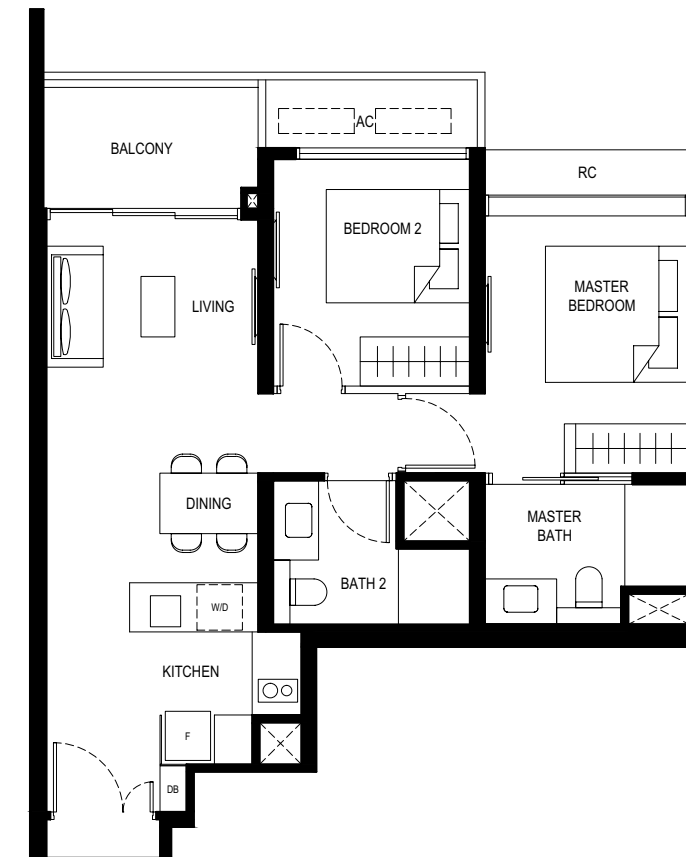 AC
BALCONY
RC
BEDROOM 2
MASTER
BEDROOM
LIVING
DINING
MASTER
BATH
BATH 2
W/D
KITCHEN
F
DB